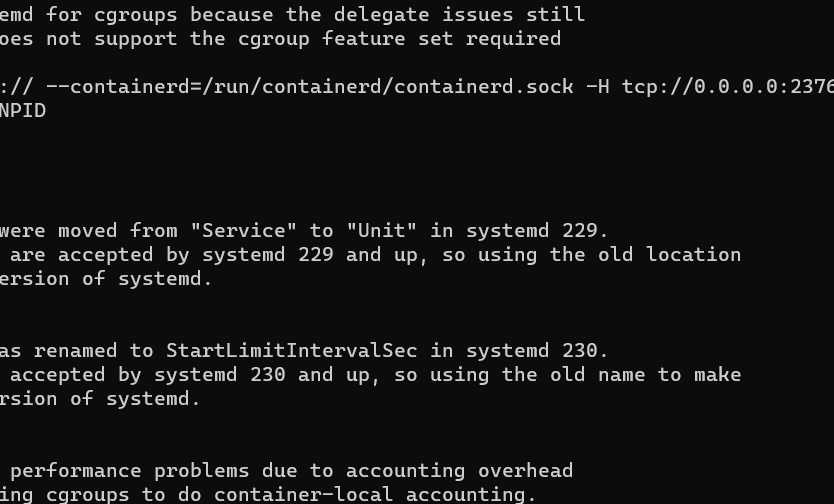 emd for cgroups because the delegate issues still
oes not support the cgroup feature set required
:// --containerd=/run/containerd/containerd.sock -H tcp://0.0.0.0:2376
NPID
were moved from "Service" to "Unit" in systemd 229.
are accepted by systemd 229 and up, so using the old location
ersion of systemd.
as renamed to StartLimitIntervalSec in systemd 230.
accepted by systemd 230 and up, so using the old name to make
rsion of systemd.
performance problems due to accounting overhead
ing cgroups to do container-local accounting.